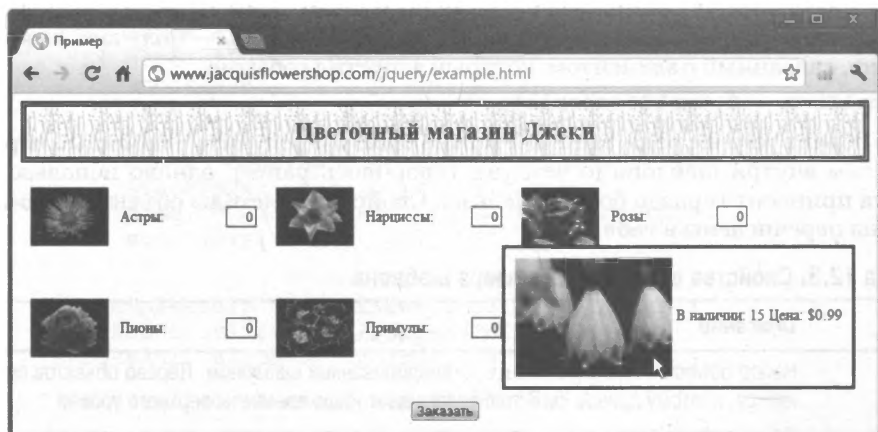 Пример
www.jacquisflowershop.com/jquery/example.html
Цветочный магазин Джеки
Астры: 0 Нарциссы: 0 Розы: 0
Пионы: 0 Примулы: 0 В наличии: 15 Цена: $0.99
Заказать